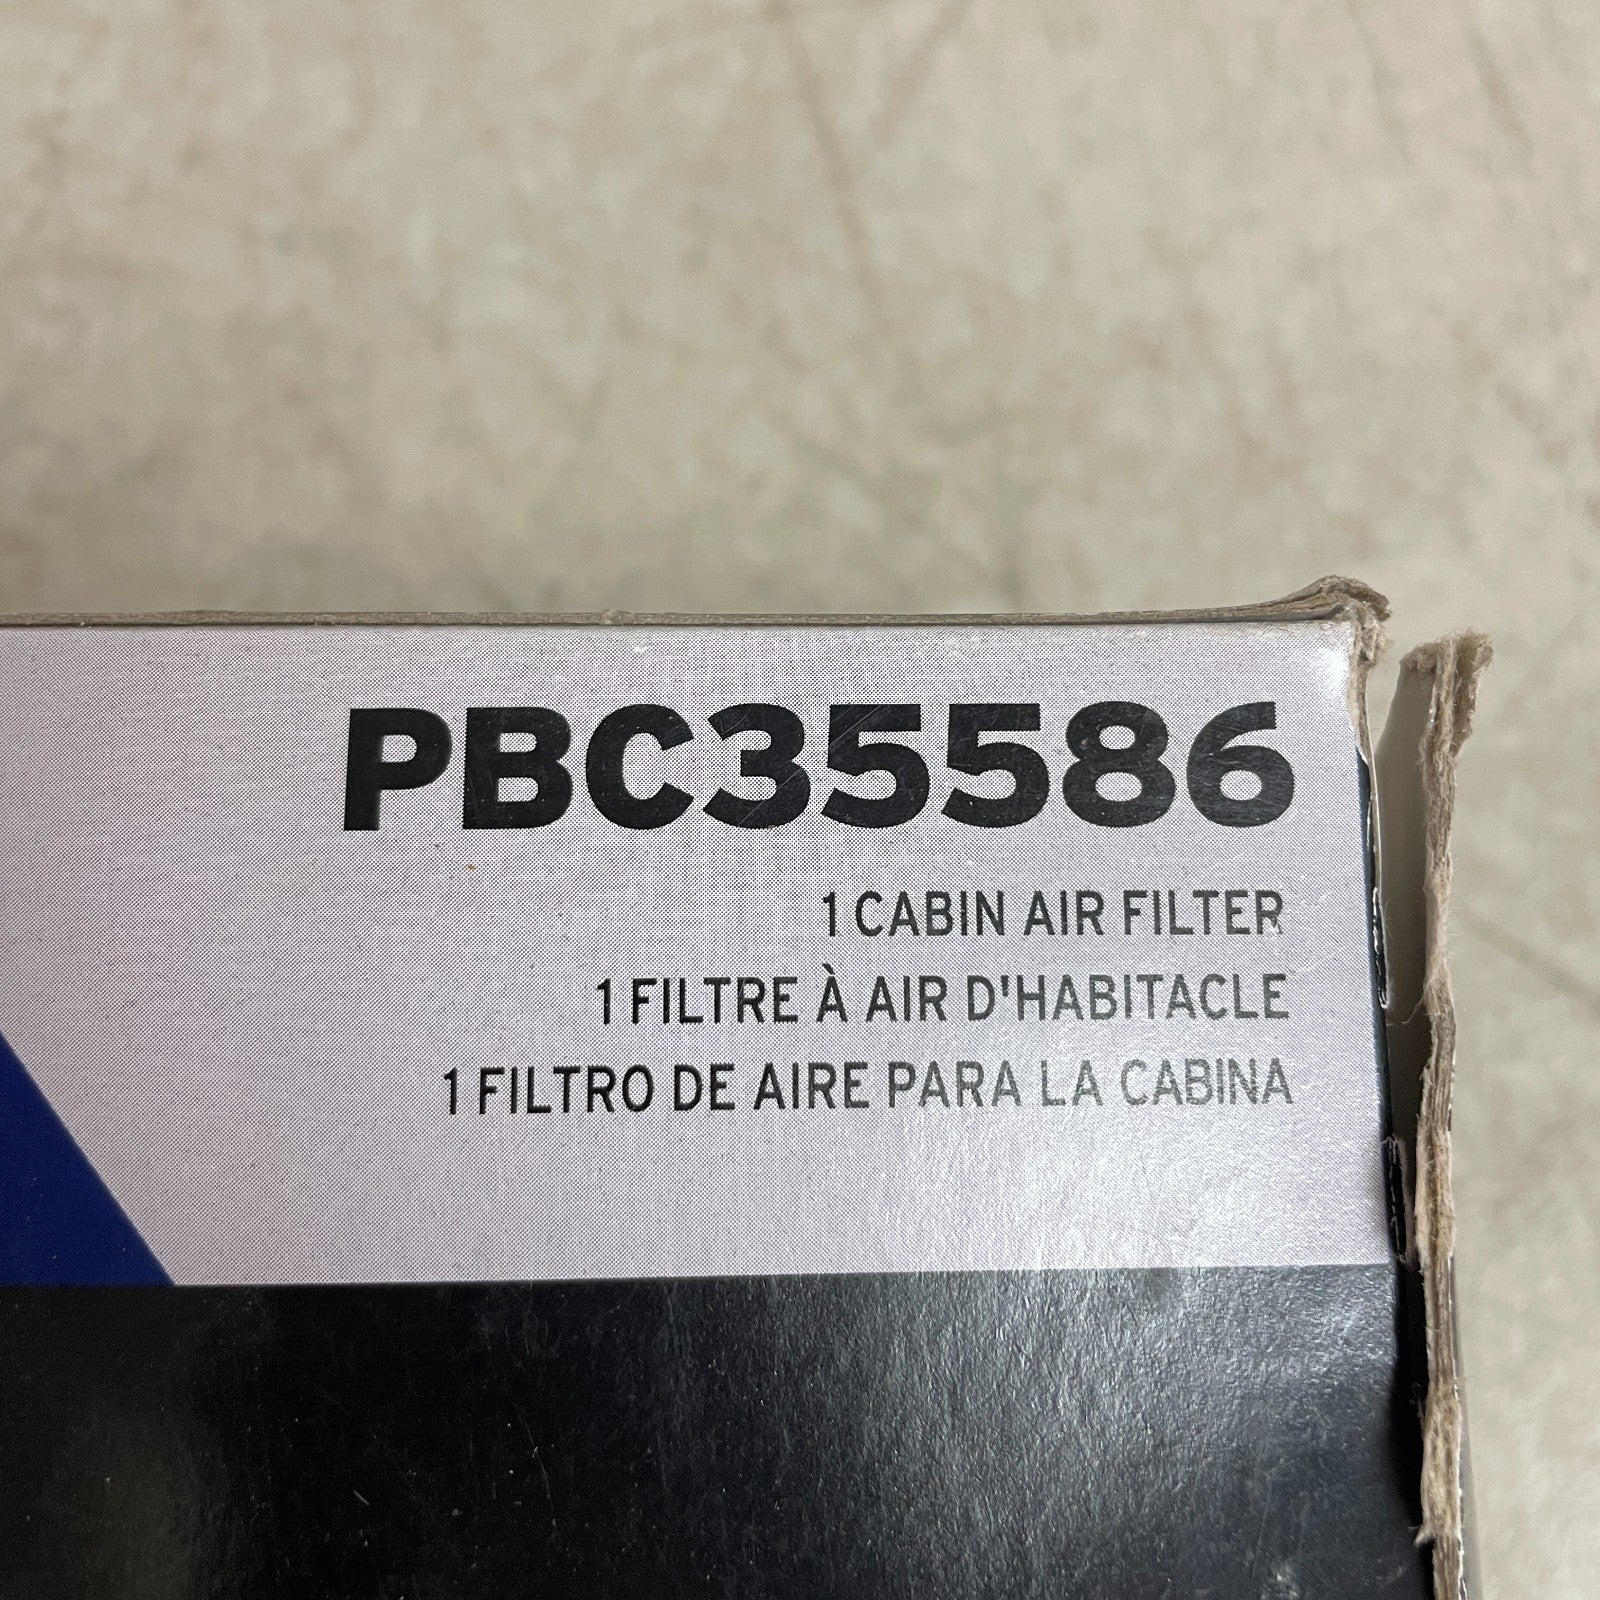 PBC35586
1 CABIN AIR FILTER
1 FILTRE À AIR D'HABITACLE
1 FILTRO DE AIRE PARA LA CABINA